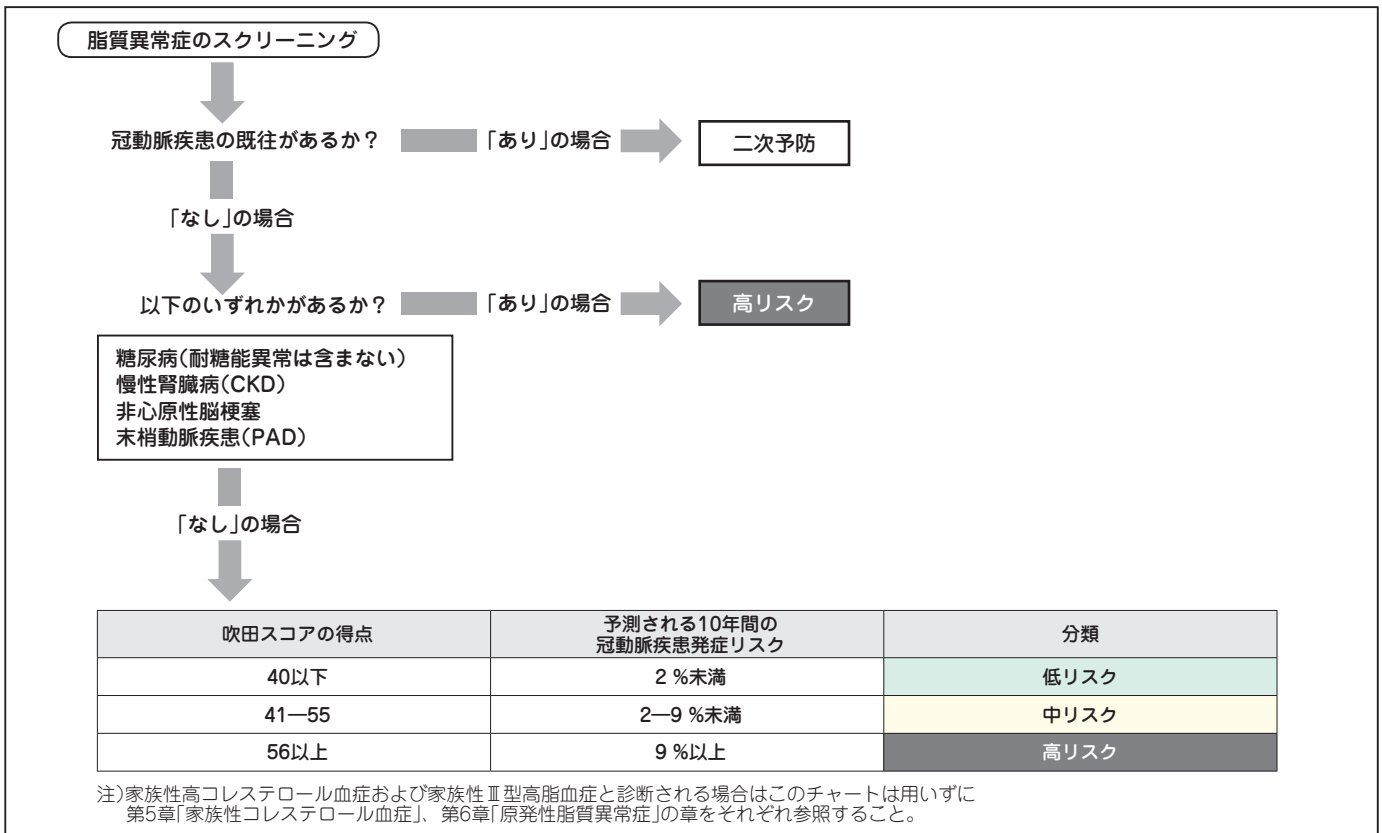 脂質異常症のスクリーニング
冠動脈疾患の既往があるか？ 「あり」の場合 二次予防
「なし」の場合
以下のいずれかがあるか？ 「あり」の場合 高リスク
糖尿病(耐糖能異常は含まない)
慢性腎臓病(CKD)
非心原性脳梗塞
末梢動脈疾患(PAD)
「なし」の場合
吹田スコアの得点 予測される10年間の
冠動脈疾患発症リスク 分類
40以下 2 %未満 低リスク
41―55 2―9 %未満 中リスク
56以上 9 %以上 高リスク
注)家族性高コレステロール血症および家族性Ⅲ型高脂血症と診断される場合はこのチャートは用いずに
第5章「家族性コレステロール血症」、第6章「原発性脂質異常症」の章をそれぞれ参照すること。